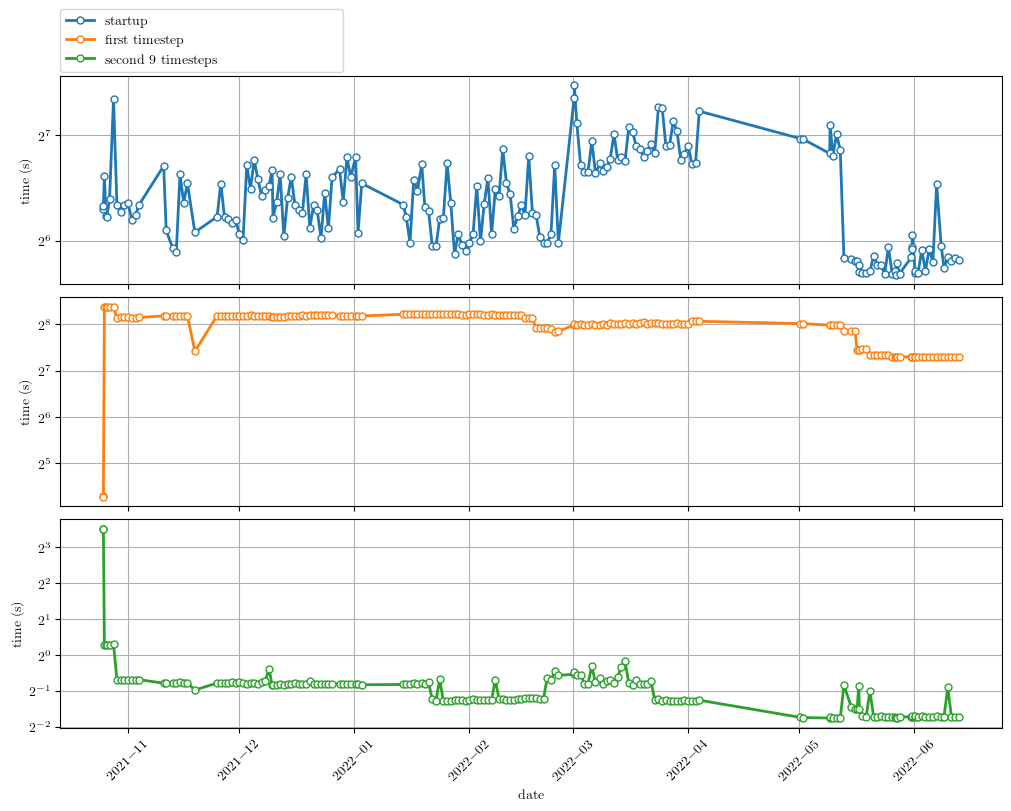 startup
first timestep
second 9 timesteps
time (s)
2^7
2^6
time (s)
2^8
2^7
2^6
2^5
time (s)
2^3
2^2
2^1
2^0
2^−1
2^−2
2021−11
2021−12
2022−01
2022−02
2022−03
2022−04
2022−05
2022−06
date